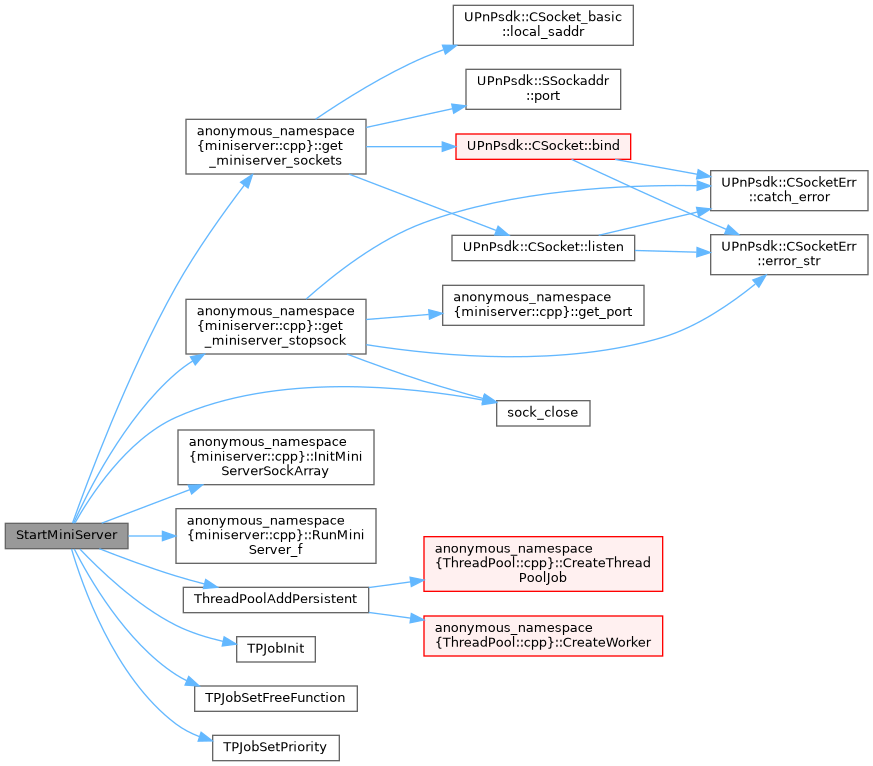 UPnPsdk::CSocket_basic
::local_saddr
UPnPsdk::SSockaddr
::port
anonymous_namespace
{miniserver::cpp}::get
_miniserver_sockets
UPnPsdk::CSocket::bind
UPnPsdk::CSocketErr
::catch_error
UPnPsdk::CSocket::listen
UPnPsdk::CSocketErr
::error_str
anonymous_namespace
{miniserver::cpp}::get
_miniserver_stopsock
anonymous_namespace
{miniserver::cpp}::get_port
sock_close
anonymous_namespace
{miniserver::cpp}::InitMini
ServerSockArray
StartMiniServer
anonymous_namespace
{miniserver::cpp}::RunMini
Server_f
anonymous_namespace
{ThreadPool::cpp}::CreateThread
PoolJob
ThreadPoolAddPersistent
anonymous_namespace
{ThreadPool::cpp}::CreateWorker
TPJobInit
TPJobSetFreeFunction
TPJobSetPriority